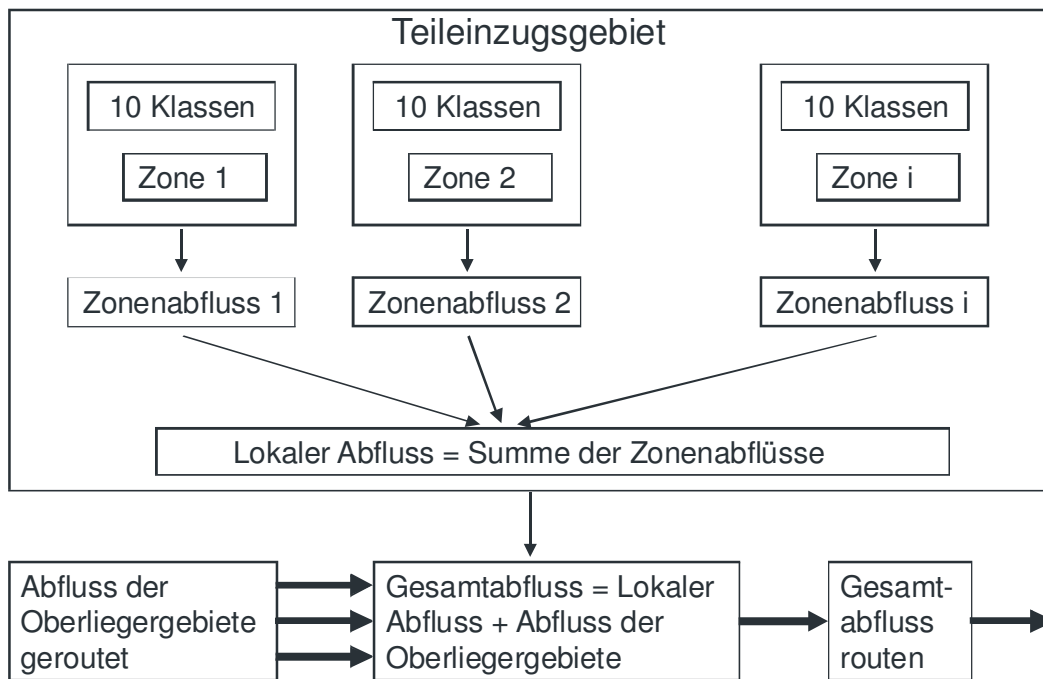 Teileinzugsgebiet
10 Klassen
Zone 1
10 Klassen
Zone 2
10 Klassen
Zone i
Zonenabfluss 1
Zonenabfluss 2
Zonenabfluss i
Lokaler Abfluss = Summe der Zonenabflüsse
Abfluss der
Oberliegergebiete
geroutet
Gesamtabfluss = Lokaler
Abfluss + Abfluss der
Oberliegergebiete
Gesamt-
abfluss
routen